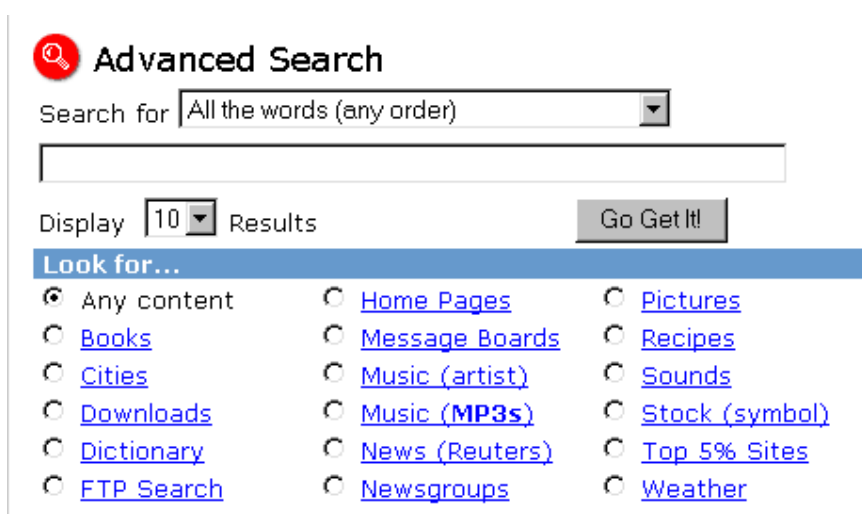 Advanced Search
Search for All the words (any order)
Display 10 Results Go Get It!
Look for...
Any content Home Pages Pictures
Books Message Boards Recipes
Cities Music (artist) Sounds
Downloads Music (MP3s) Stock (symbol)
Dictionary News (Reuters) Top 5% Sites
FTP Search Newsgroups Weather